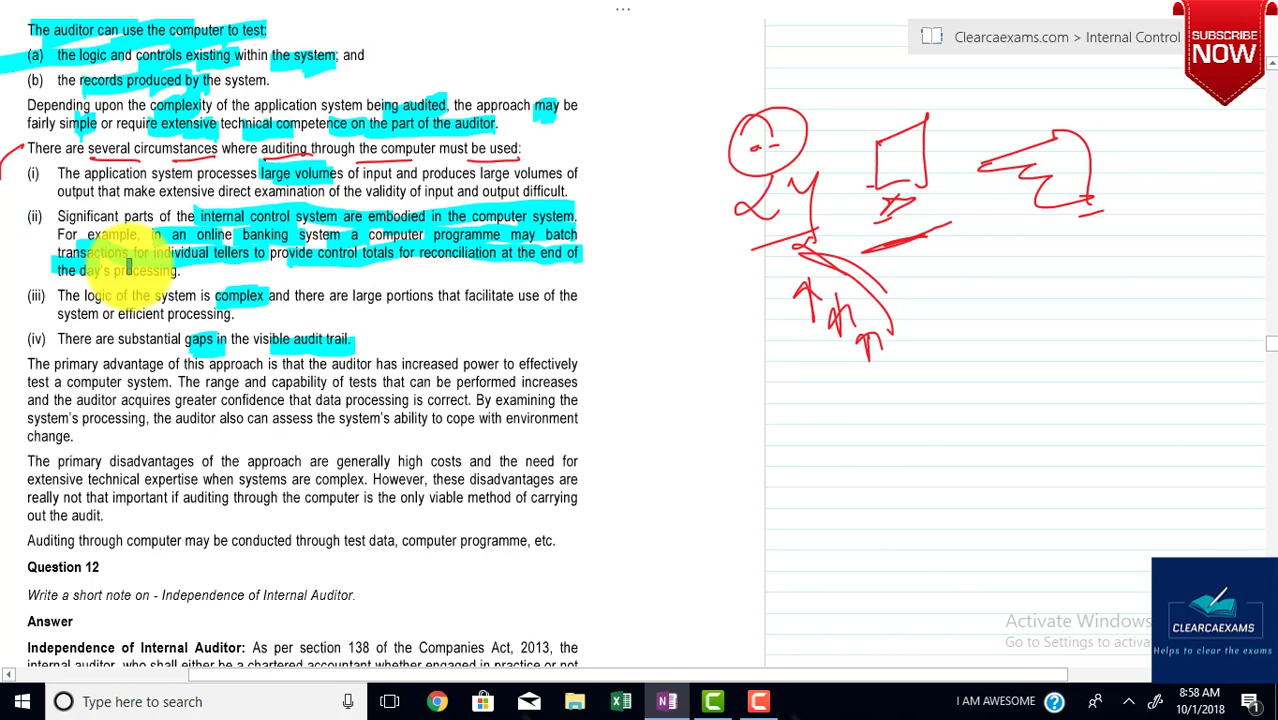 The auditor can use the computer to test:
(a) the logic and controls existing within the system; and
(b) the records produced by the system.
Depending upon the complexity of the application system being audited, the approach may be
fairly simple or require extensive technical competence on the part of the auditor.
There are several circumstances where auditing through the computer must be used:
(i) The application system processes large volumes of input and produces large volumes of
output that make extensive direct examination of the validity of input and output difficult.
(ii) Significant parts of the internal control system are embodied in the computer system.
For example, in an online banking system a computer programme may batch
transactions for individual tellers to provide control totals for reconciliation at the end of
the day's processing.
(iii) The logic of the system is complex and there are large portions that facilitate use of the
system or efficient processing.
(iv) There are substantial gaps in the visible audit trail.
The primary advantage of this approach is that the auditor has increased power to effectively
test a computer system. The range and capability of tests that can be performed increases
and the auditor acquires greater confidence that data processing is correct. By examining the
system's processing, the auditor also can assess the system's ability to cope with environment
change.
The primary disadvantages of the approach are generally high costs and the need for
extensive technical expertise when systems are complex. However, these disadvantages are
really not that important if auditing through the computer is the only viable method of carrying
out the audit.
Auditing through computer may be conducted through test data, computer programme, etc.
Question 12
Write a short note on - Independence of Internal Auditor.
Answer
Independence of Internal Auditor: As per section 138 of the Companies Act, 2013, the
internal auditor, who shall either be a chartered accountant whether engaged in practice or not
Clearcaexams.com > Internal Control
SUBSCRIBE
NOW
Activate Windows
Go to Settings to activa
CLEARCAEXAMS
Helps to clear the exams
Type here to search
I AM AWESOME
8:58 AM
10/1/2018